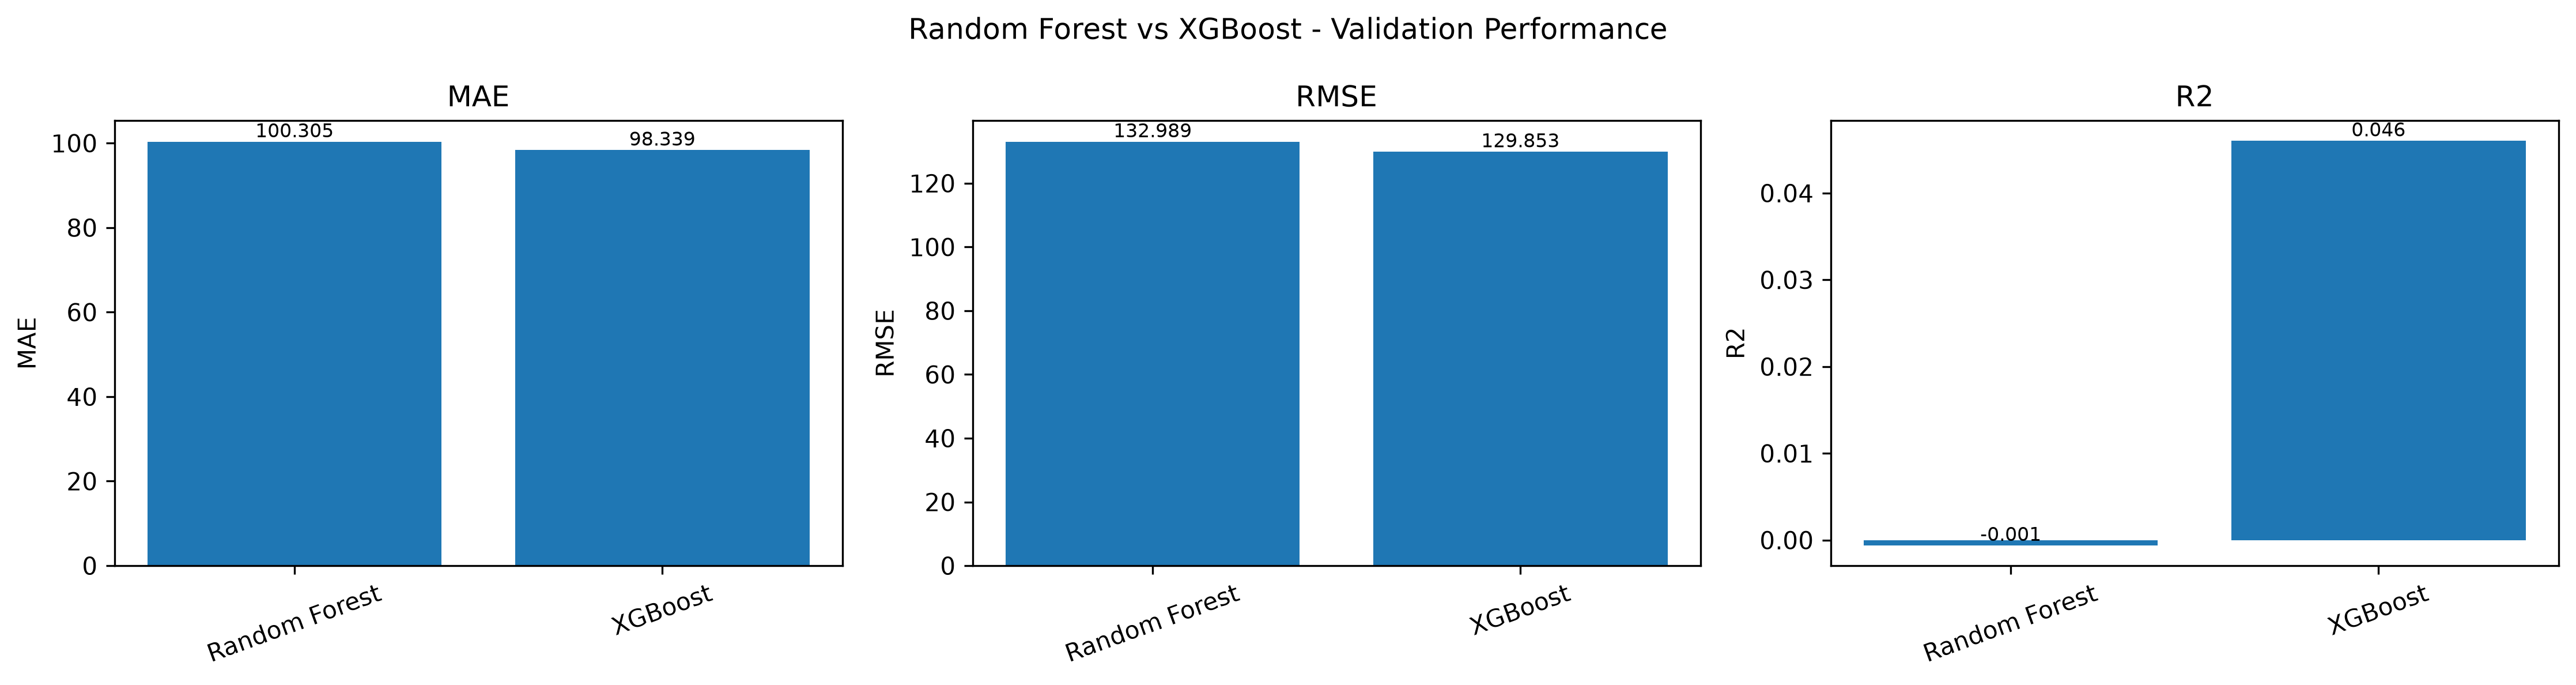 Random Forest vs XGBoost - Validation Performance
MAE
100.305
98.339
100
80
60
40
20
0
MAE
Random Forest
XGBoost
RMSE
132.989
129.853
120
100
80
60
40
20
0
RMSE
Random Forest
XGBoost
R2
0.046
-0.001
0.04
0.03
0.02
0.01
0.00
R2
Random Forest
XGBoost